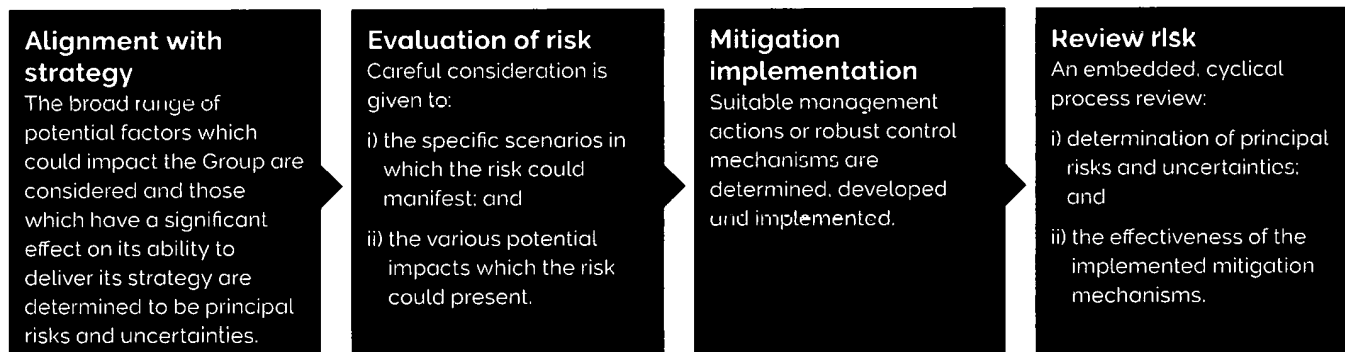 Alignment with
strategy
The broad range of
potential factors which
could impact the Group are
considered and those
which have a significant
effect on its ability to
deliver its strategy are
determined to be principal
risks and uncertainties.
Evaluation of risk
Careful consideration is
given to:
i) the specific scenarios in
which the risk could
manifest; and
ii) the various potential
impacts which the risk
could present.
Mitigation
implementation
Suitable management
actions or robust control
mechanisms are
determined, developed
and implemented.
Review risk
An embedded, cyclical
process review:
i) determination of principal
risks and uncertainties;
and
ii) the effectiveness of the
implemented mitigation
mechanisms.